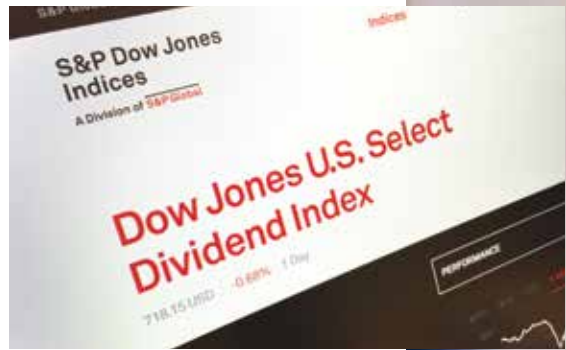 S&P Dow Jones
Indices
A Division of S&P Global
Indices
Dow Jones U.S. Select
Dividend Index
718.15 USD -0.68% 1 Day
PERFORMANCE